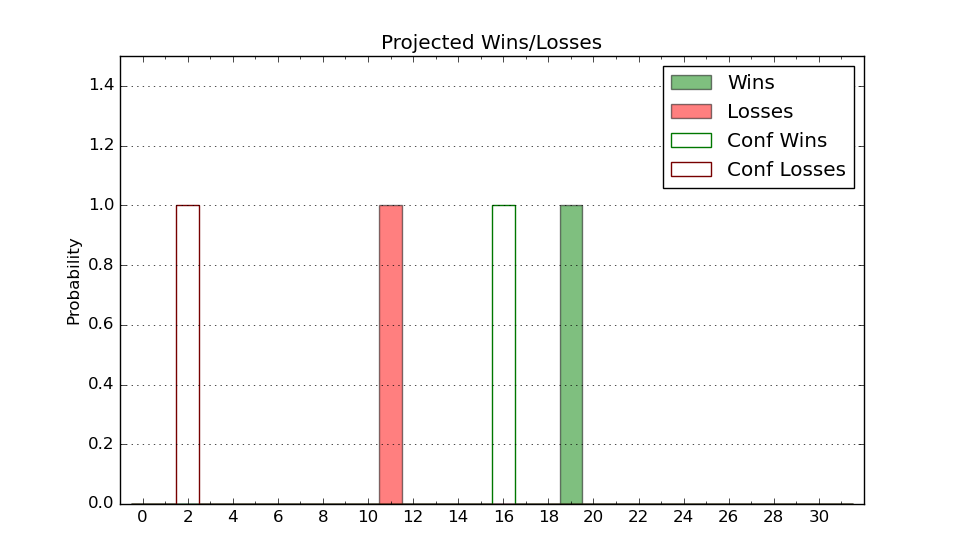 Projected Wins/Losses
1.4
1.2
1.0
0.8
0.6
0.4
0.2
0.0
Probability
Wins
Losses
Conf Wins
Conf Losses
0 2 4 6 8 10 12 14 16 18 20 22 24 26 28 30